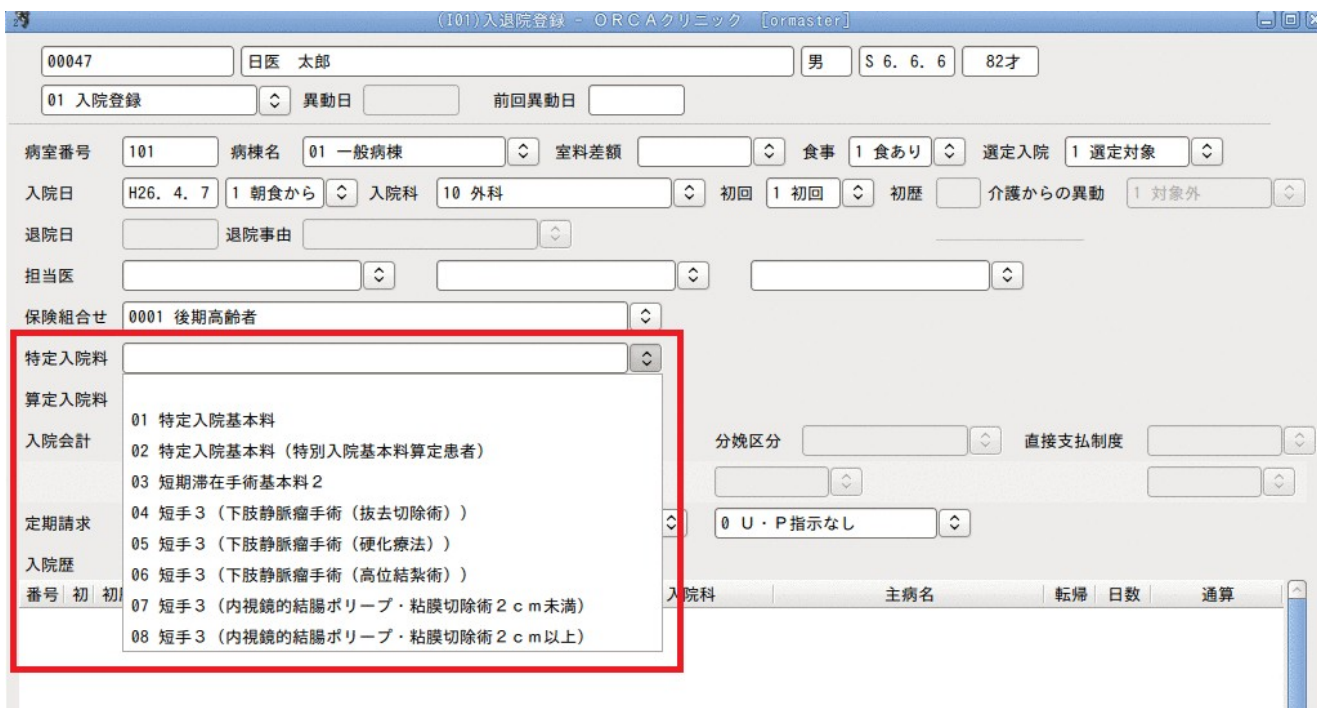 (I01)入退院登録 - ORCAクリニック [ormaster]
00047 日医 太郎 男 S 6. 6. 6 82才
01 入院登録 異動日 前回異動日
病室番号 101 病棟名 01 一般病棟 室料差額 食事 1 食あり 選定入院 1 選定対象
入院日 H26. 4. 7 1 朝食から 入院科 10 外科 初回 1 初回 初歴 介護からの異動 1 対象外
退院日 退院事由
担当医
保険組合せ 0001 後期高齢者
特定入院料
算定入院料
01 特定入院基本料
入院会計 分娩区分 直接支払制度
02 特定入院基本料(特別入院基本料算定患者)
03 短期滞在手術基本料2
04 短手3(下肢静脈瘤手術(抜去切除術))
定期請求 0 U・P指示なし
05 短手3(下肢静脈瘤手術(硬化療法))
入院歴
06 短手3(下肢静脈瘤手術(高位結紮術))
番号 初 入院科 主病名 転帰 日数 通算
07 短手3(内視鏡的結腸ポリープ・粘膜切除術2cm未満)
08 短手3(内視鏡的結腸ポリープ・粘膜切除術2cm以上)